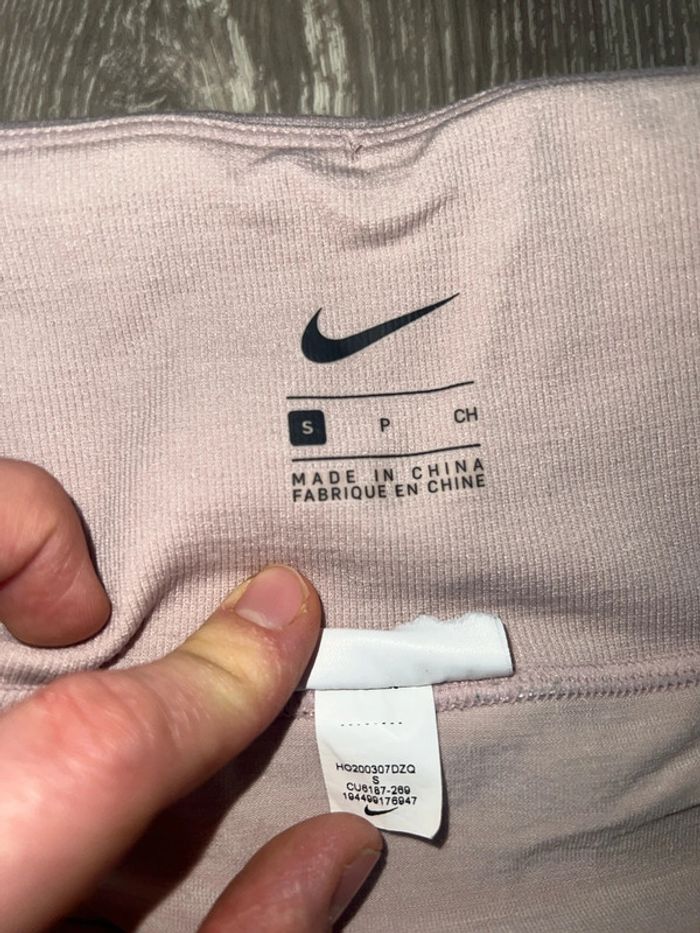 S P CH
MADE IN CHINA
FABRIQUE EN CHINE
HO200307DZQ
S
CU6187-269
194499176947